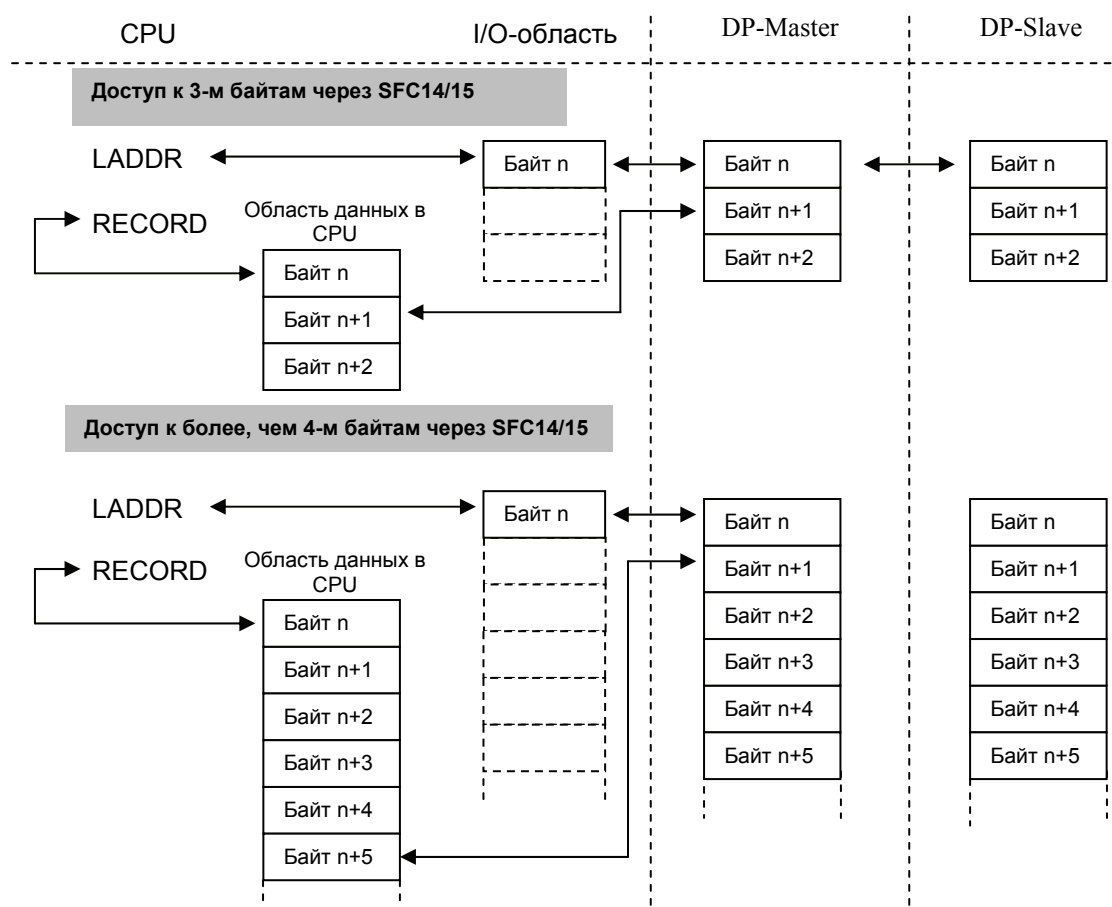 CPU I/O-область DP-Master DP-Slave
Доступ к 3-м байтам через SFC14/15
LADDR Байт n Байт n Байт n
RECORD Область данных в Байт n+1 Байт n+1
CPU
Байт n Байт n+2 Байт n+2
Байт n+1
Байт n+2
Доступ к более, чем 4-м байтам через SFC14/15
LADDR Байт n Байт n Байт n
RECORD Область данных в Байт n+1 Байт n+1
CPU
Байт n Байт n+2 Байт n+2
Байт n+1 Байт n+3 Байт n+3
Байт n+2 Байт n+4 Байт n+4
Байт n+3 Байт n+5 Байт n+5
Байт n+4
Байт n+5